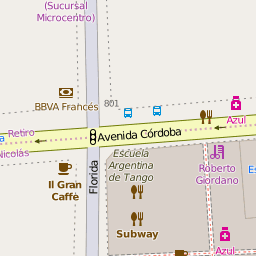 (Sucursal
Microcentro)
BBVA Francés
801
Azul
Retiro
Avenida Córdoba
Nicolás
Escuela
Argentina
de Tango
Roberto
Giordano
Il Gran
Caffe
Florida
Subway
Azul